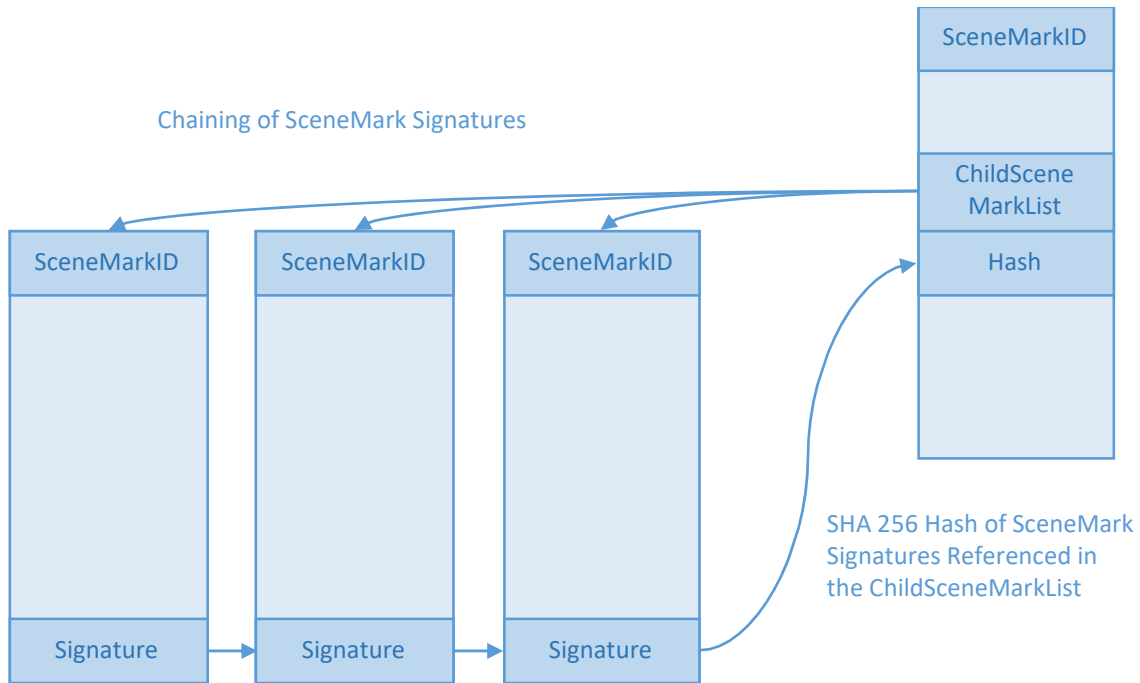 SceneMarkID
Chaining of SceneMark Signatures
ChildScene
MarkList
SceneMarkID
SceneMarkID
SceneMarkID
Hash
SHA 256 Hash of SceneMark
Signatures Referenced in
the ChildSceneMarkList
Signature
Signature
Signature